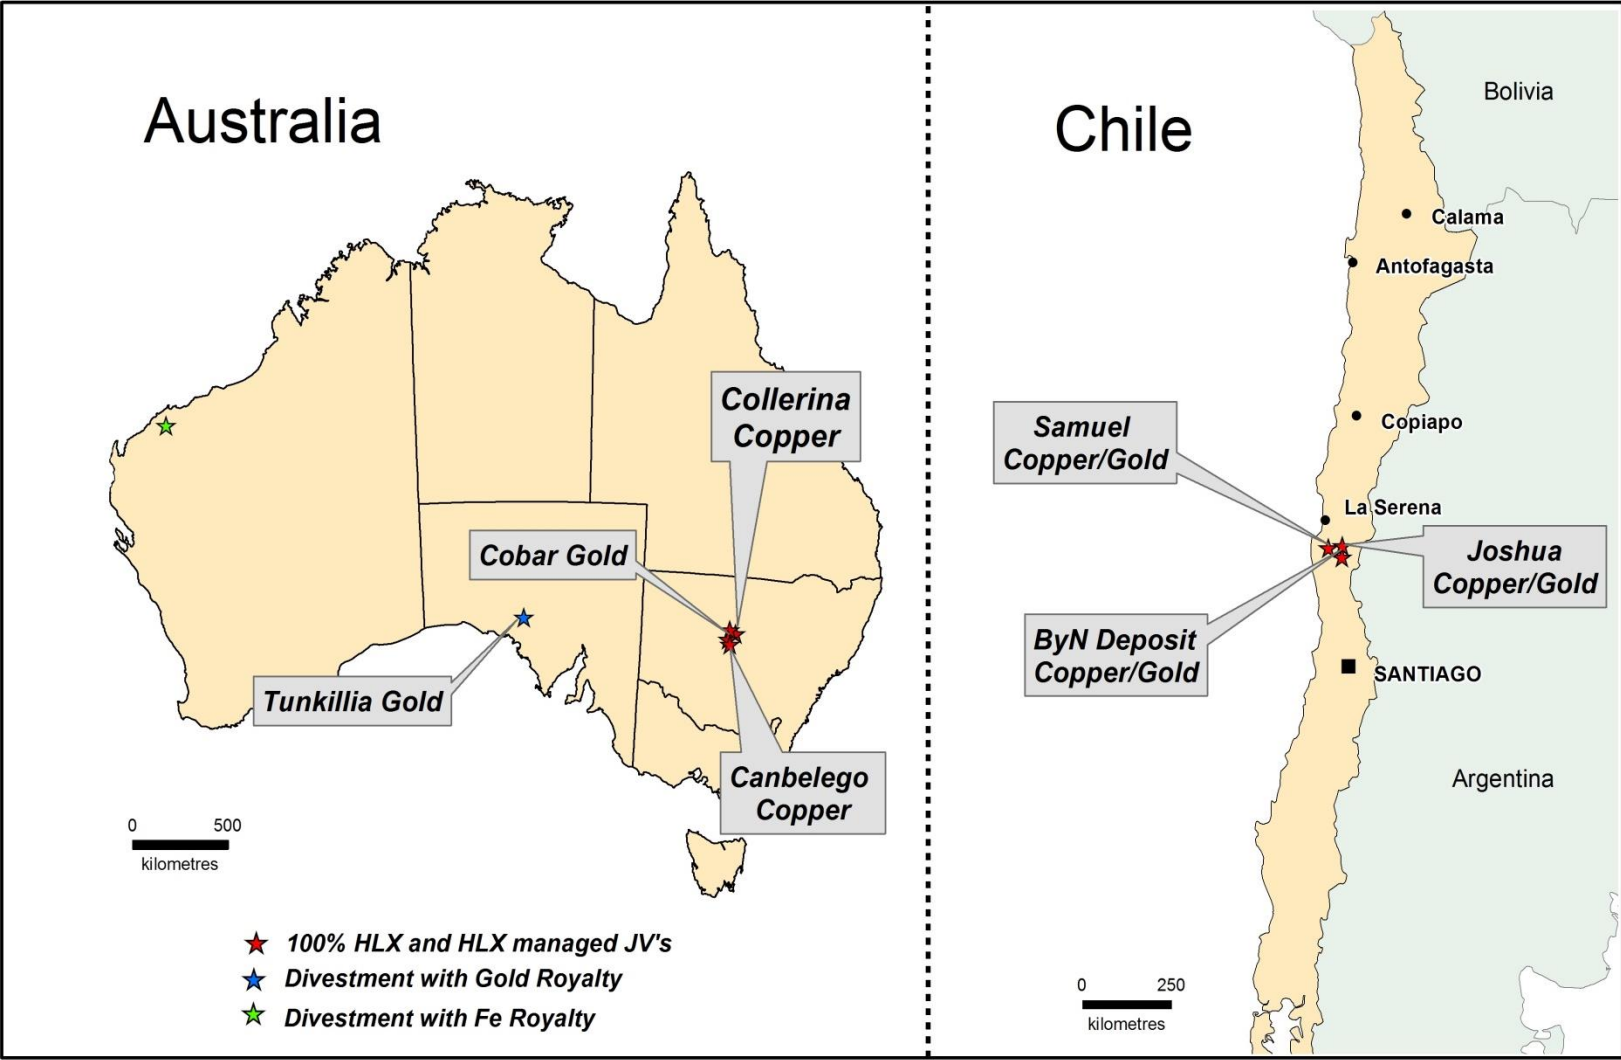 Australia
Collerina
Copper
Cobar Gold
Tunkillia Gold
Canbelego
Copper
0 500
kilometres
100% HLX and HLX managed JV's
Divestment with Gold Royalty
Divestment with Fe Royalty
Chile
Bolivia
Calama
Antofagasta
Samuel
Copper/Gold
Copiapo
La Serena
Joshua
Copper/Gold
ByN Deposit
Copper/Gold
SANTIAGO
Argentina
0 250
kilometres